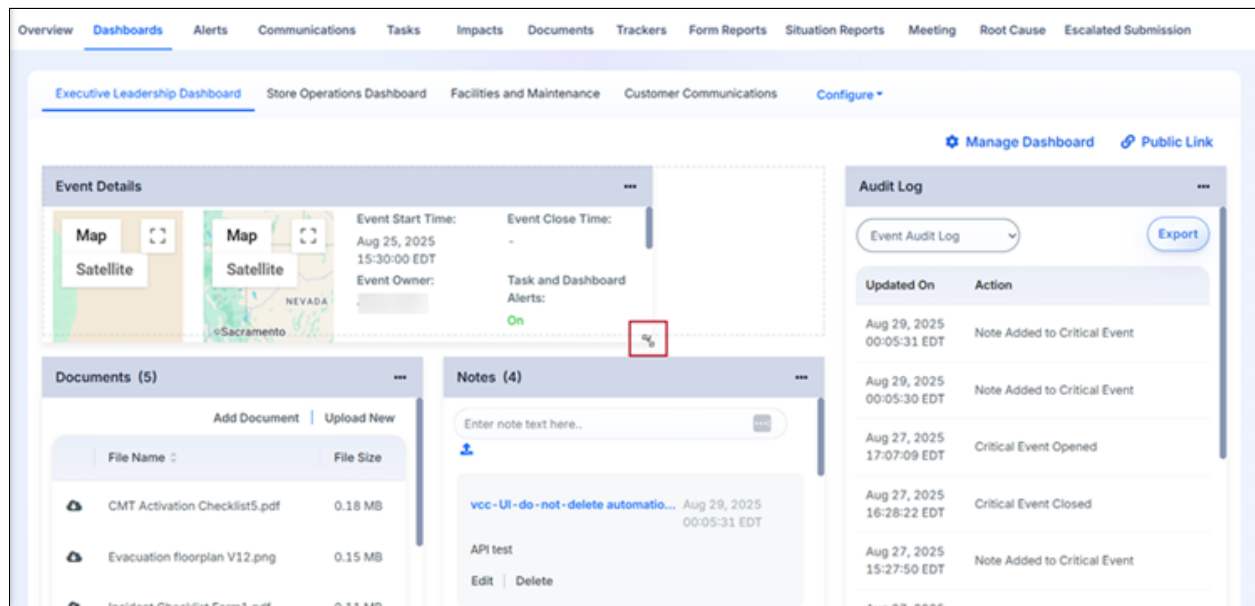 Overview Dashboards Alerts Communications Tasks Impacts Documents Trackers Form Reports Situation Reports Meeting Root Cause Escalated Submission
Executive Leadership Dashboard Store Operations Dashboard Facilities and Maintenance Customer Communications Configure
Manage Dashboard Public Link
Event Details
Map
Satellite
Map
Satellite
NEVADA
Sacramento
Event Start Time:
Aug 25, 2025
15:30:00 EDT
Event Owner:
Event Close Time:
-
Task and Dashboard
Alerts:
On
Documents (5)
Add Document | Upload New
File Name File Size
CMT Activation Checklist5.pdf 0.18 MB
Evacuation floorplan V12.png 0.15 MB
Incident Checklist Form1.pdf 0.11 MB
Notes (4)
Enter note text here..
vcc-UI-do-not-delete automatio... Aug 29, 2025
00:05:31 EDT
API test
Edit | Delete
Audit Log
Event Audit Log Export
Updated On Action
Aug 29, 2025
00:05:31 EDT
Note Added to Critical Event
Aug 29, 2025
00:05:30 EDT
Note Added to Critical Event
Aug 27, 2025
17:07:09 EDT
Critical Event Opened
Aug 27, 2025
16:28:22 EDT
Critical Event Closed
Aug 27, 2025
15:27:50 EDT
Note Added to Critical Event